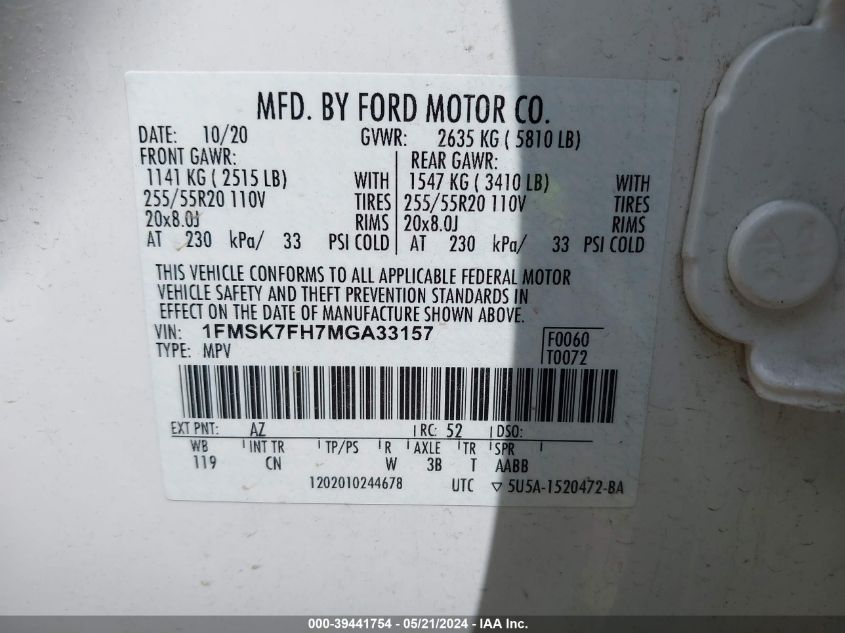 MFD. BY FORD MOTOR CO.
DATE: 10/20 GVWR: 2635 KG ( 5810 LB)
FRONT GAWR: REAR GAWR:
1141 KG ( 2515 LB) WITH 1547 KG ( 3410 LB) WITH
255/55R20 110V TIRES 255/55R20 110V TIRES
20x8.0J RIMS 20x8.0J RIMS
AT 230 kPa/ 33 PSI COLD AT 230 kPa/ 33 PSI COLD
THIS VEHICLE CONFORMS TO ALL APPLICABLE FEDERAL MOTOR
VEHICLE SAFETY AND THEFT PREVENTION STANDARDS IN
EFFECT ON THE DATE OF MANUFACTURE SHOWN ABOVE.
VIN: 1FMSK7FH7MGA33157 F0060
TYPE: MPV T0072
EXT PNT: AZ RC: 52 DSO:
WB INT TR TP/PS R AXLE TR SPR
119 CN W 3B T AABB
1202010244678 UTC ▽ 5U5A-1520472-BA
000-39441754 - 05/21/2024 - IAA Inc.